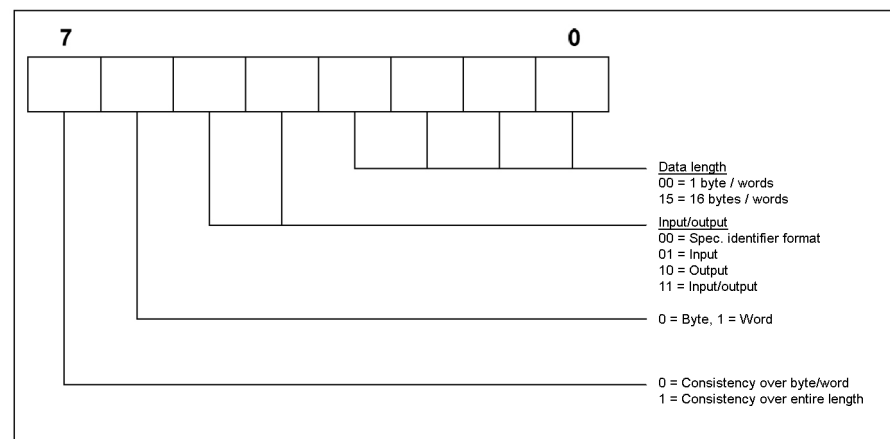 7 0
Data length
00 = 1 byte / words
15 = 16 bytes / words
Input/output
00 = Spec. identifier format
01 = Input
10 = Output
11 = Input/output
0 = Byte, 1 = Word
0 = Consistency over byte/word
1 = Consistency over entire length